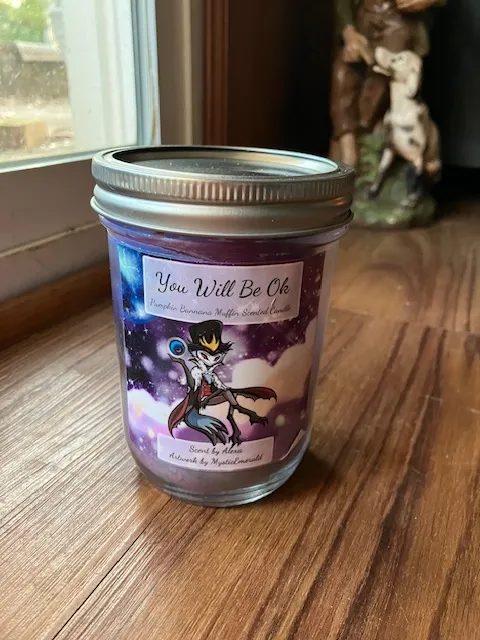 You Will Be Ok
Pumpkin Bannana Muffin Scented Candle
Scent by Alexa
Artwork by MysticEmerald